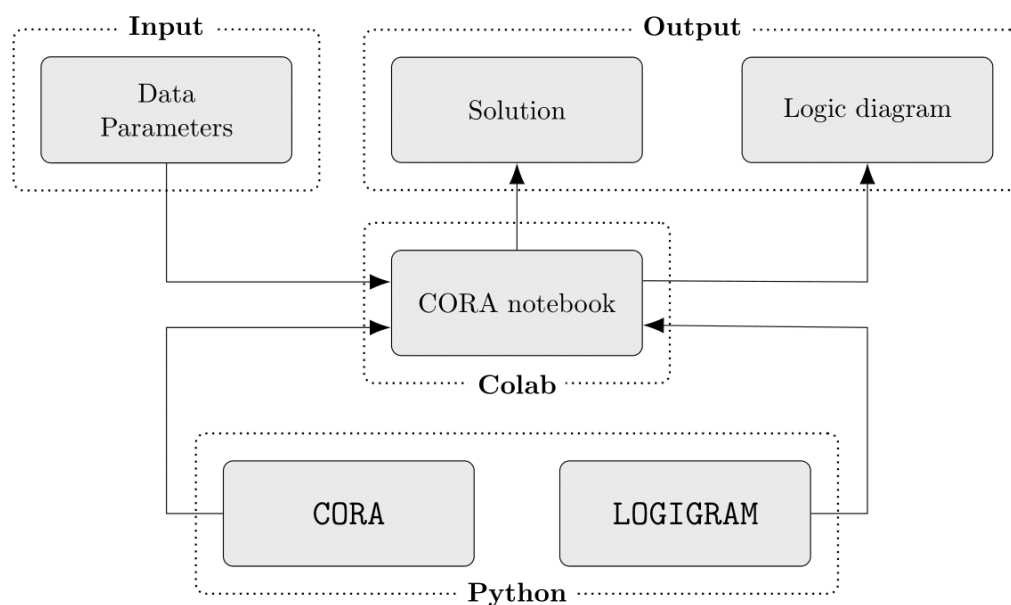 Input
Output
Data
Parameters
Solution
Logic diagram
CORA notebook
Colab
CORA
LOGIGRAM
Python